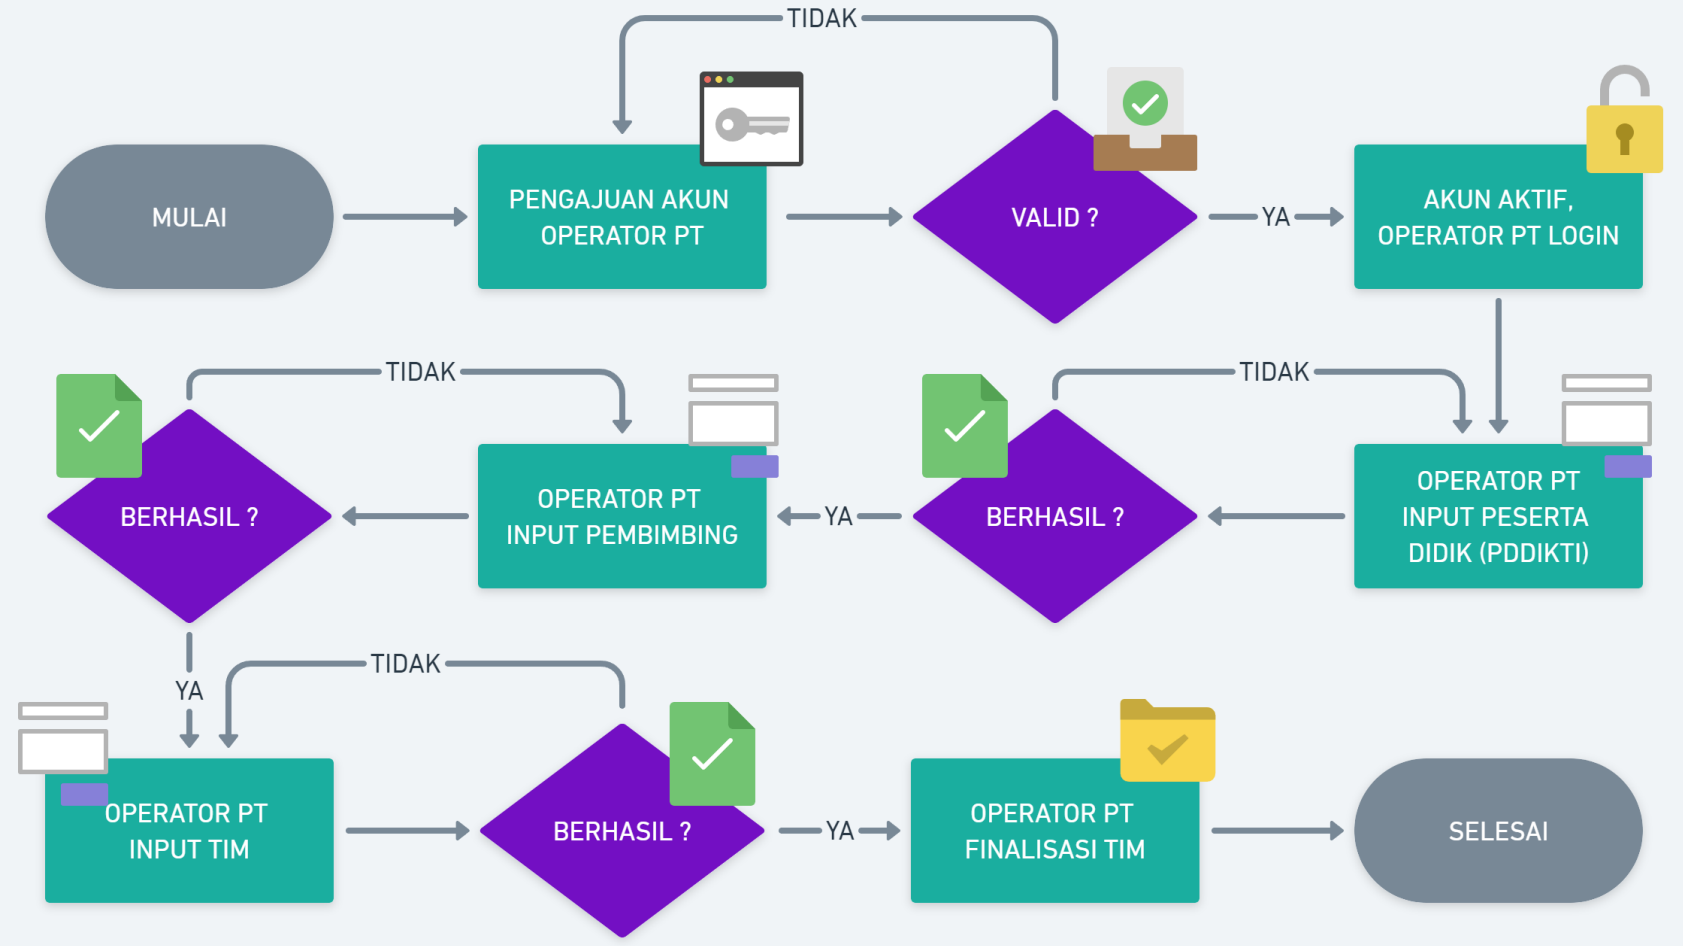 TIDAK
MULAI
PENGAJUAN AKUN
OPERATOR PT
VALID ?
YA
AKUN AKTIF,
OPERATOR PT LOGIN
TIDAK
TIDAK
BERHASIL ?
OPERATOR PT
INPUT PEMBIMBING
YA
BERHASIL ?
OPERATOR PT
INPUT PESERTA
DIDIK (PDDIKTI)
YA
TIDAK
OPERATOR PT
INPUT TIM
BERHASIL ?
YA
OPERATOR PT
FINALISASI TIM
SELESAI